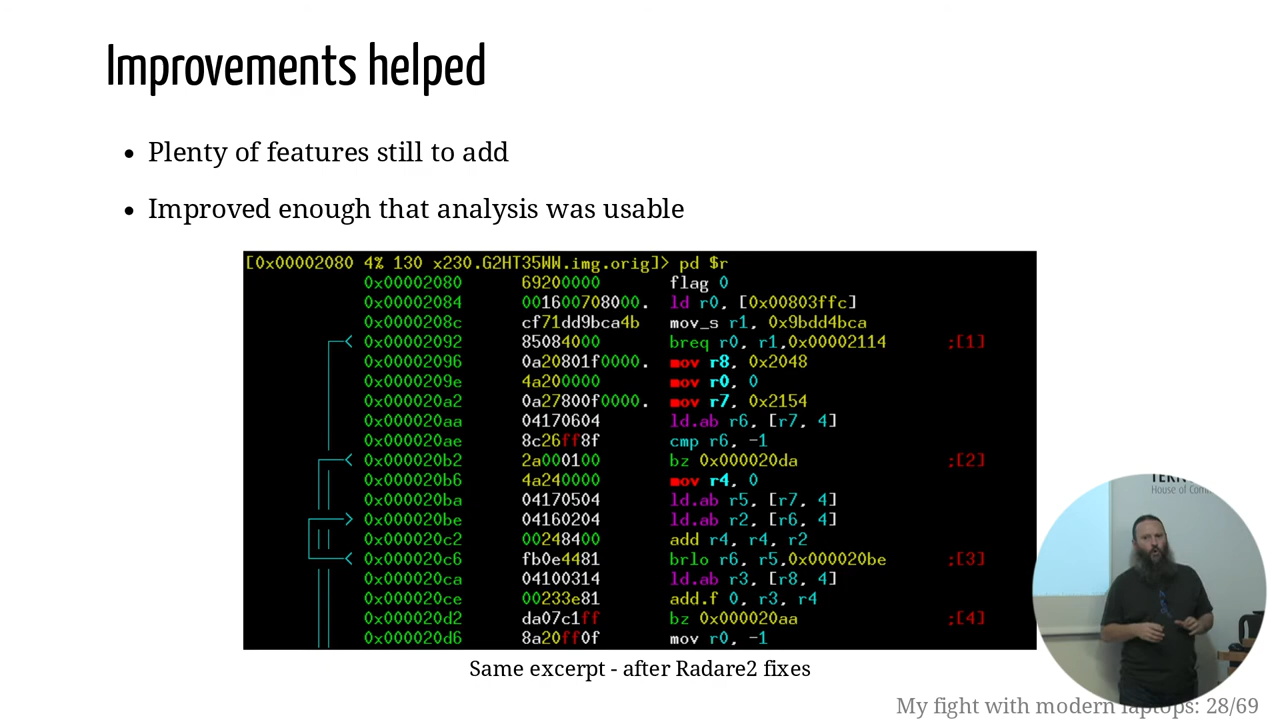 Improvements helped
• Plenty of features still to add
• Improved enough that analysis was usable
[0x00002080 4% 130 x230.G2HT35WW.img.orig]> pd $r
0x00002080 69200000 flag 0
0x00002084 001600708000. ld r0, [0x00803ffc]
0x0000208c cf71dd9bca4b mov_s r1, 0x9bdd4bca
0x00002092 85084000 breq r0, r1,0x00002114 ;[1]
0x00002096 0a20801f0000. mov r8, 0x2048
0x0000209e 4a200000 mov r0, 0
0x000020a2 0a27800f0000. mov r7, 0x2154
0x000020aa 04170604 ld.ab r6, [r7, 4]
0x000020ae 8c26ff8f cmp r6, -1
0x000020b2 2a000100 bz 0x000020da ;[2]
0x000020b6 4a240000 mov r4, 0
0x000020ba 04170504 ld.ab r5, [r7, 4]
0x000020be 04160204 ld.ab r2, [r6, 4]
0x000020c2 00248400 add r4, r4, r2
0x000020c6 fb0e4481 brlo r6, r5,0x000020be ;[3]
0x000020ca 04100314 ld.ab r3, [r8, 4]
0x000020ce 00233e81 add.f 0, r3, r4
0x000020d2 da07c1ff bz 0x000020aa ;[4]
0x000020d6 8a20ff0f mov r0, -1
House of
Same excerpt - after Radare2 fixes
My fight with modern laptops: 28/69